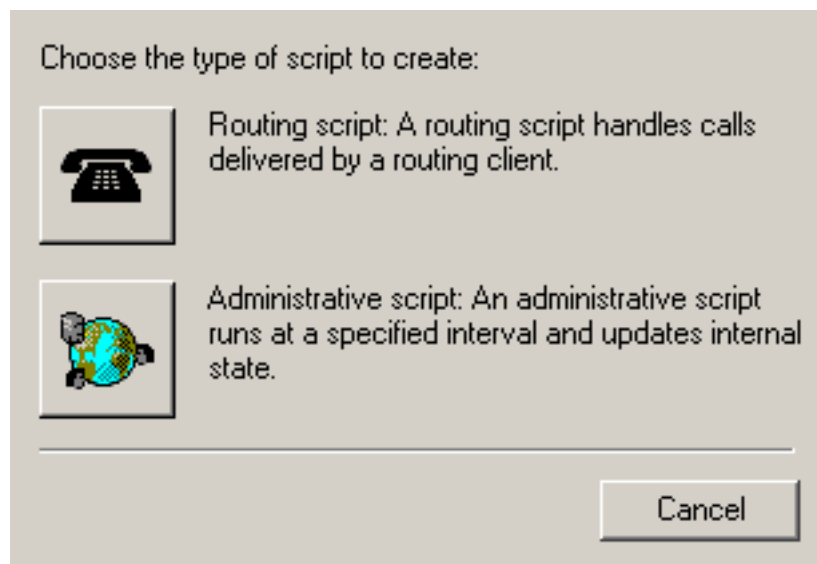 Choose the type of script to create:
Routing script: A routing script handles calls
delivered by a routing client.
Administrative script: An administrative script
runs at a specified interval and updates internal
state.
Cancel